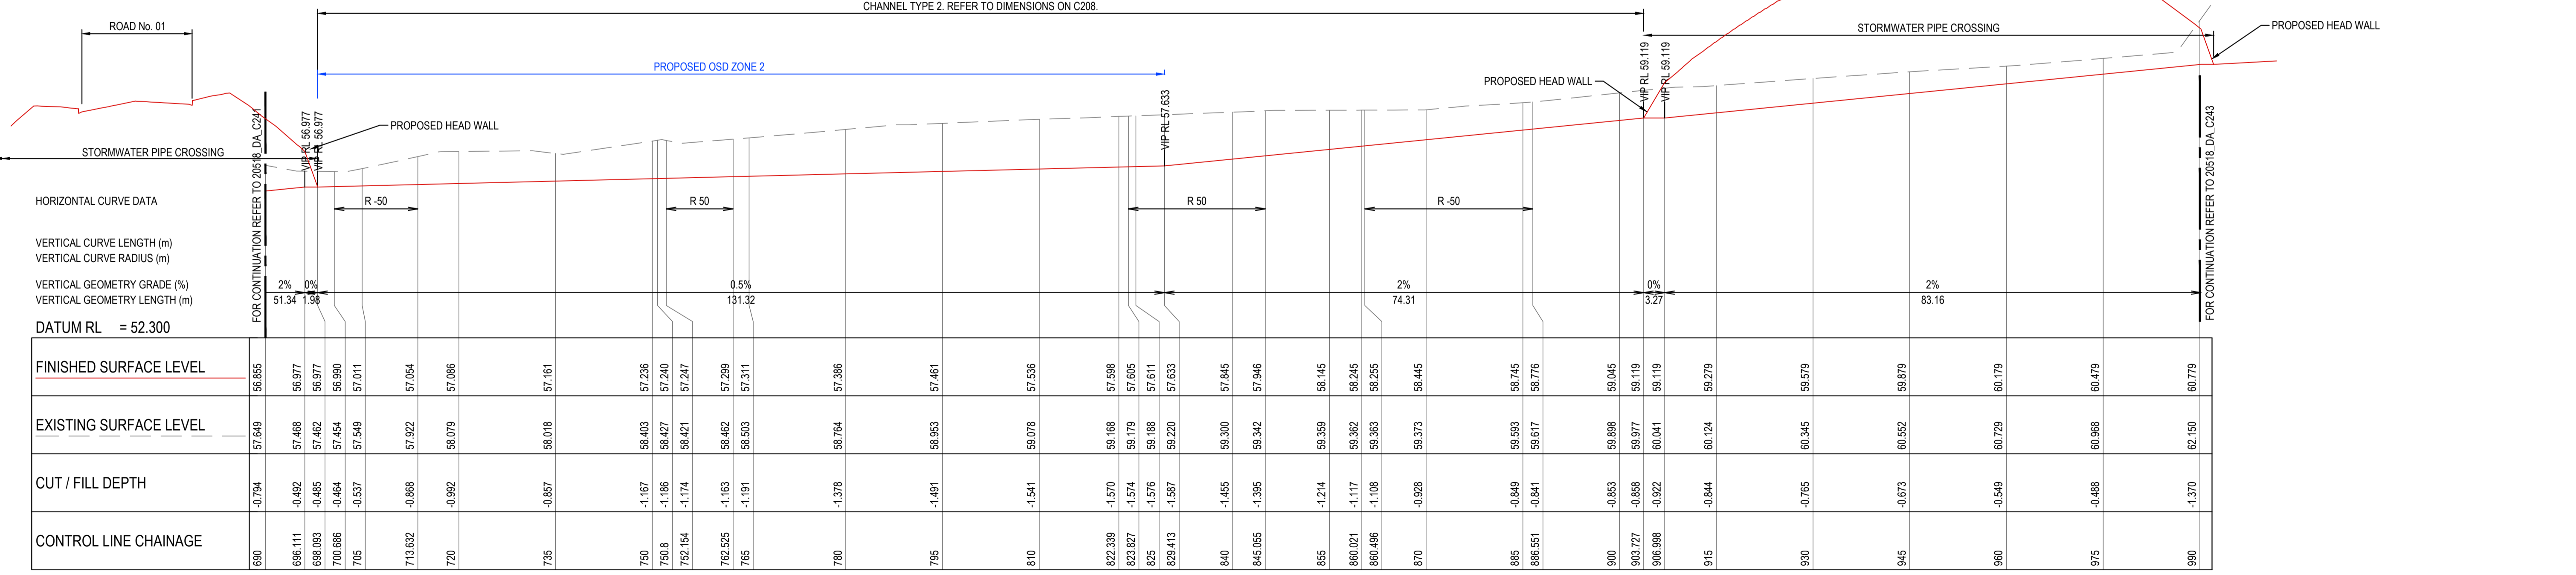 CHANNEL TYPE 2. REFER TO DIMENSIONS ON C208.
ROAD No. 01
STORMWATER PIPE CROSSING
PROPOSED HEAD WALL
PROPOSED OSD ZONE 2
PROPOSED HEAD WALL
VIP RL 59.119
VIP RL 59.119
VIP RL 57.633
VIP RL 56.977
VIP RL 56.977
PROPOSED HEAD WALL
STORMWATER PIPE CROSSING
FOR CONTINUATION REFER TO 20518_DA_C241
FOR CONTINUATION REFER TO 20518_DA_C243
HORIZONTAL CURVE DATA
R -50
R 50
R 50
R -50
VERTICAL CURVE LENGTH (m)
VERTICAL CURVE RADIUS (m)
VERTICAL GEOMETRY GRADE (%) 2% 0% 0.5% 2% 0% 2%
VERTICAL GEOMETRY LENGTH (m) 51.34 1.98 131.32 74.31 3.27 83.16
DATUM RL = 52.300
FINISHED SURFACE LEVEL 56.855 56.977 56.977 56.990 57.011 57.054 57.086 57.161 57.236 57.240 57.247 57.299 57.311 57.386 57.461 57.536 57.598 57.605 57.611 57.633 57.845 57.946 58.145 58.245 58.255 58.445 58.745 58.776 59.045 59.119 59.119 59.279 59.579 59.879 60.179 60.479 60.779
EXISTING SURFACE LEVEL 57.649 57.468 57.462 57.454 57.549 57.922 58.079 58.018 58.403 58.427 58.421 58.462 58.503 58.764 58.953 59.078 59.168 59.179 59.188 59.220 59.300 59.342 59.359 59.362 59.363 59.373 59.593 59.617 59.898 59.977 60.041 60.124 60.345 60.552 60.729 60.968 62.150
CUT / FILL DEPTH -0.794 -0.492 -0.485 -0.464 -0.537 -0.868 -0.992 -0.857 -1.167 -1.186 -1.174 -1.163 -1.191 -1.378 -1.491 -1.541 -1.570 -1.574 -1.576 -1.587 -1.455 -1.395 -1.214 -1.117 -1.108 -0.928 -0.849 -0.841 -0.853 -0.858 -0.922 -0.844 -0.765 -0.673 -0.549 -0.488 -1.370
CONTROL LINE CHAINAGE 690 696.111 698.093 700.686 705 713.632 720 735 750 750.8 752.154 762.525 765 780 795 810 822.339 823.827 825 829.413 840 845.055 855 860.021 860.496 870 885 886.551 900 903.727 906.998 915 930 945 960 975 990